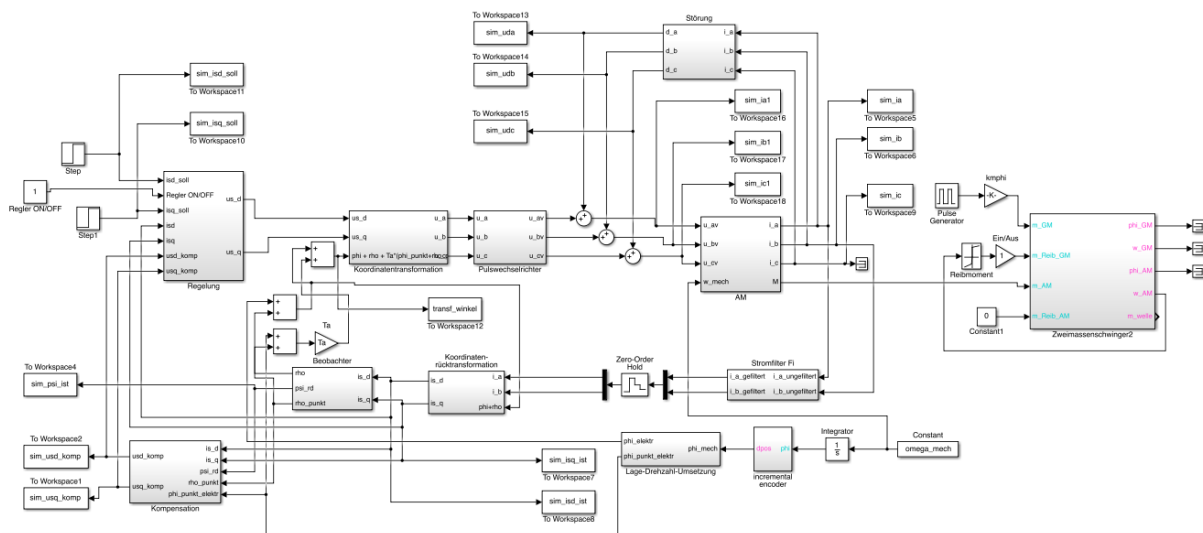 To Workspace13
sim_uda
To Workspace14
sim_udb
To Workspace15
sim_udc
Störung
d_a
i_a
d_b
i_b
d_c
i_c
sim_isd_soll
To Workspace11
sim_isq_soll
To Workspace10
sim_ia1
To Workspace16
sim_ib1
To Workspace17
sim_ic1
To Workspace18
sim_ia
To Workspace5
sim_ib
To Workspace6
sim_ic
To Workspace9
Step
1
Regler ON/OFF
Step1
isd_soll
Regler ON/OFF
isq_soll
isd
isq
usd_komp
usq_komp
us_d
us_q
Regelung
us_d
us_q
phi + rho + Ta*(phi_punkt+
u_a
u_b
u_c
Koordinatentransformation
u_a
u_b
u_c
u_av
u_bv
u_cv
Pulswechselrichter
u_av
u_bv
u_cv
w_mech
i_a
i_b
i_c
M
AM
Pulse
Generator
kmphi
-K-
Reibmoment
Ein/Aus
1
0
Constant1
m_GM
m_Reib_GM
m_AM
m_Reib_AM
phi_GM
w_GM
phi_AM
w_AM
m_welle
Zweimassenschwinger2
transf_winkel
To Workspace12
Ta
Ta
Beobachter
rho
psi_rd
rho_punkt
is_d
is_q
Koordinaten-
rücktransformation
is_d
is_q
i_a
i_b
phi+rho
Zero-Order
Hold
Stromfilter Fi
i_a_gefiltert
i_a_ungefiltert
i_b_gefiltert
i_b_ungefiltert
To Workspace4
sim_psi_ist
To Workspace2
sim_usd_komp
To Workspace1
sim_usq_komp
usd_komp
usq_komp
is_d
is_q
psi_rd
rho_punkt
phi_punkt_elektr
Kompensation
sim_isq_ist
To Workspace7
sim_isd_ist
To Workspace8
phi_elektr
phi_punkt_elektr
phi_mech
Lage-Drehzahl-Umsetzung
dpos
phi
incremental
encoder
Integrator
1
s
Constant
omega_mech